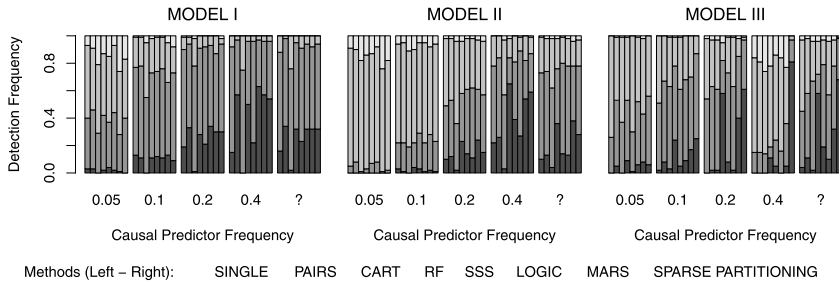 MODEL I MODEL II MODEL III
Detection Frequency
0.8
0.4
0.0
0.05 0.1 0.2 0.4 ? 0.05 0.1 0.2 0.4 ? 0.05 0.1 0.2 0.4 ?
Causal Predictor Frequency Causal Predictor Frequency Causal Predictor Frequency
Methods (Left – Right): SINGLE PAIRS CART RF SSS LOGIC MARS SPARSE PARTITIONING